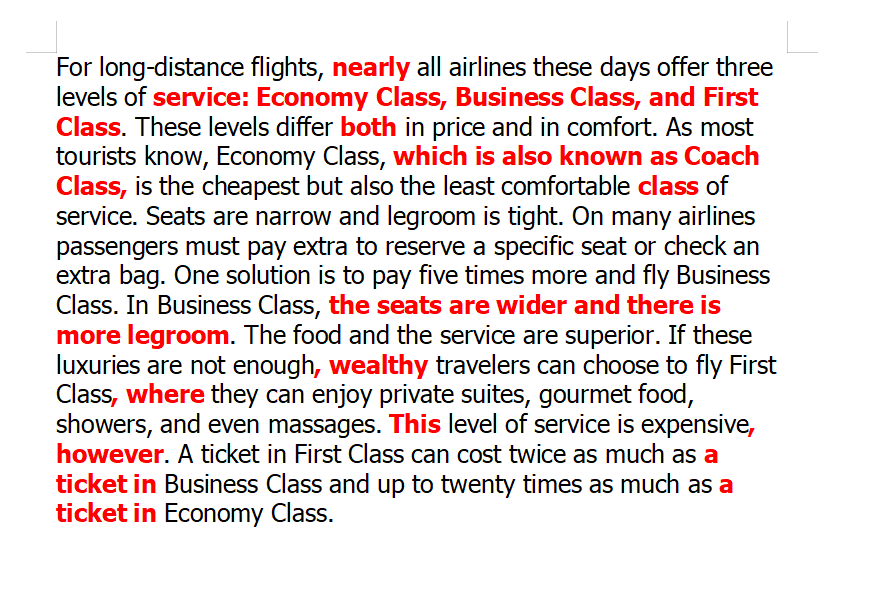 For long-distance flights, nearly all airlines these days offer three
levels of service: Economy Class, Business Class, and First
Class. These levels differ both in price and in comfort. As most
tourists know, Economy Class, which is also known as Coach
Class, is the cheapest but also the least comfortable class of
service. Seats are narrow and legroom is tight. On many airlines
passengers must pay extra to reserve a specific seat or check an
extra bag. One solution is to pay five times more and fly Business
Class. In Business Class, the seats are wider and there is
more legroom. The food and the service are superior. If these
luxuries are not enough, wealthy travelers can choose to fly First
Class, where they can enjoy private suites, gourmet food,
showers, and even massages. This level of service is expensive,
however. A ticket in First Class can cost twice as much as a
ticket in Business Class and up to twenty times as much as a
ticket in Economy Class.